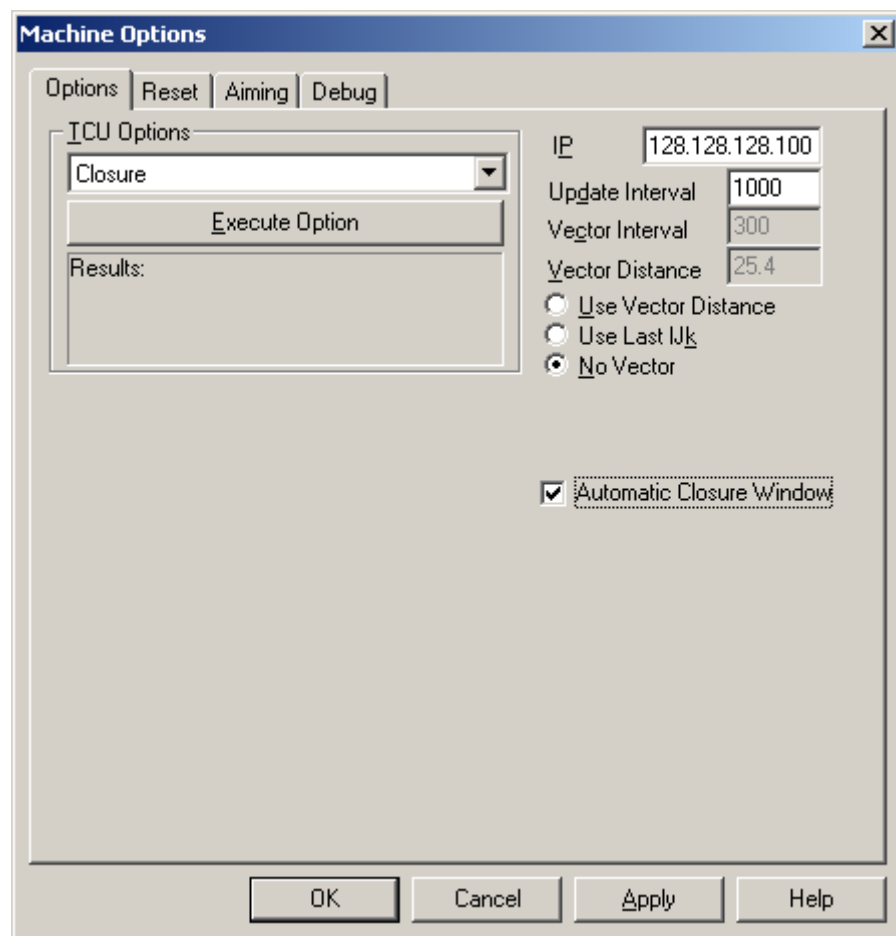 Machine Options
Options Reset Aiming Debug
TCU Options
Closure
Execute Option
Results:
IP 128.128.128.100
Update Interval 1000
Vector Interval 300
Vector Distance 25.4
Use Vector Distance
Use Last IJk
No Vector
Automatic Closure Window
OK Cancel Apply Help